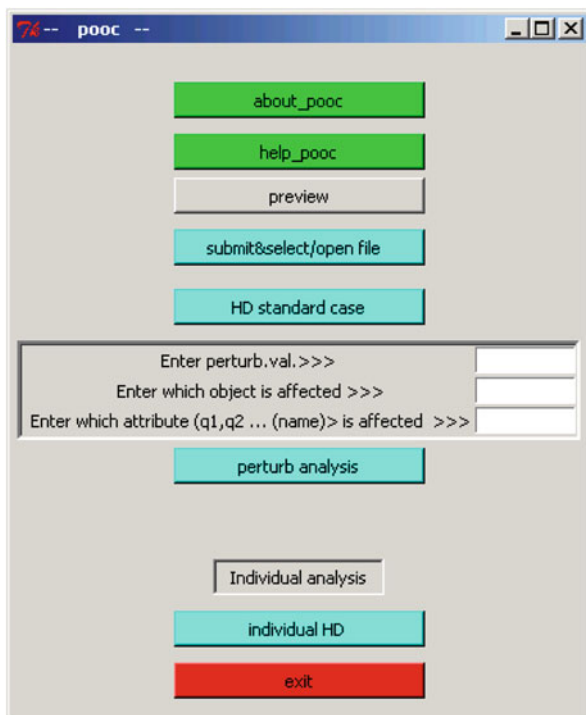 7% -- pooc --
about_pooc
help_pooc
preview
submit&select/open file
HD standard case
Enter perturb.val.>>>
Enter which object is affected >>>
Enter which attribute (q1,q2 ... (name)> is affected >>>
perturb analysis
Individual analysis
individual HD
exit